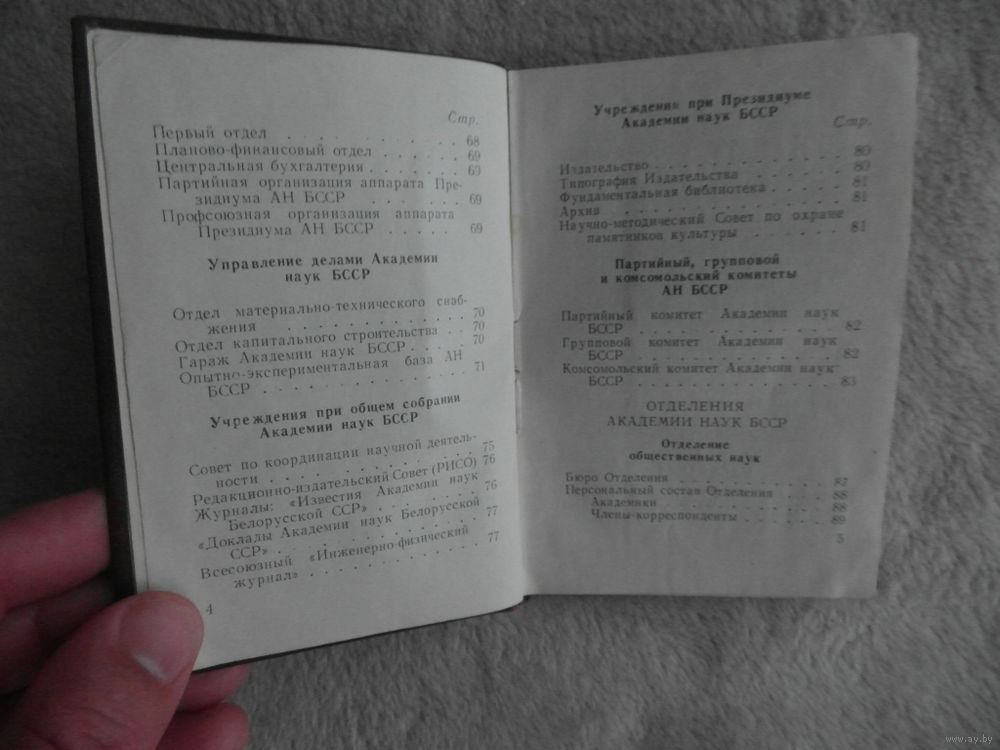 Стр.
Первый отдел . . . . . . . . . . 68
Планово-финансовый отдел . . . . . . 69
Центральная бухгалтерия . . . . . . . 69
Партийная организация аппарата Пре-
зидиума АН БССР . . . . . . . 69
Профсоюзная организация аппарата
Президиума АН БССР . . . . . 69
Управление делами Академии
наук БССР
Отдел материально-технического снаб-
жения . . . . . . . . . . . 70
Отдел капитального строительства . . 70
Гараж Академии наук БССР . . . . . 70
Опытно-экспериментальная база АН
БССР . . . . . . . . . . . . 71
Учреждения при общем собрании
Академии наук БССР
Совет по координации научной деятель-
ности . . . . . . . . . . . 75
Редакционно-издательский Совет (РИСО) 76
Журналы: «Известия Академии наук
Белорусской ССР» . . . . . . 76
«Доклады Академии наук Белорусской
ССР» . . . . . . . . . . . . 77
Всесоюзный «Инженерно-физический
журнал» . . . . . . . . . . 77
4
Учреждения при Президиуме
Академии наук БССР
Стр.
Издательство . . . . . . . . . . 80
Типография Издательства . . . . . . 80
Фундаментальная библиотека . . . . . 81
Архив . . . . . . . . . . . . 81
Научно-методический Совет по охране
памятников культуры . . . . . . 81
Партийный, групповой
и комсомольский комитеты
АН БССР
Партийный комитет Академии наук
БССР . . . . . . . . . . . . 82
Групповой комитет Академии наук
БССР . . . . . . . . . . . . 82
Комсомольский комитет Академии наук
БССР . . . . . . . . . . . . 83
ОТДЕЛЕНИЯ
АКАДЕМИИ НАУК БССР
Отделение
общественных наук
Бюро Отделения . . . . . . . . . 87
Персональный состав Отделения . . . . 88
Академики . . . . . . . . . . 88
Члены-корреспонденты . . . . . . 89
5
www.ay.by